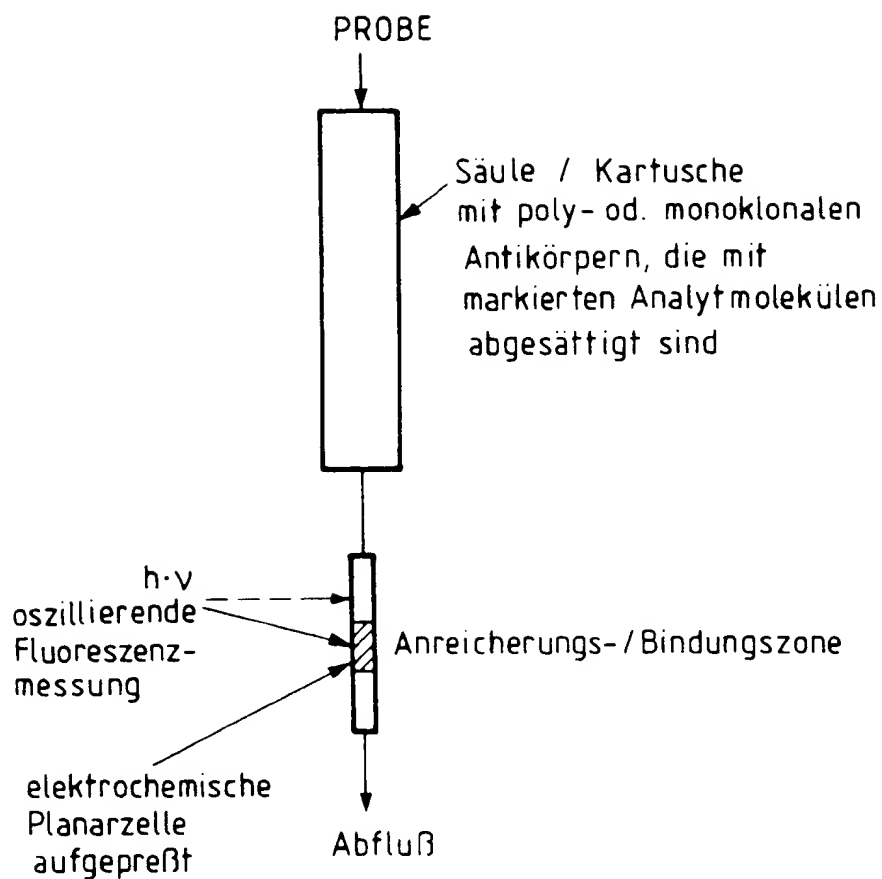 PROBE
Säule / Kartusche
mit poly- od. monoklonalen
Antikörpern, die mit
markierten Analytmolekülen
abgesättigt sind
h·ν
oszillierende
Fluoreszenz-
messung
Anreicherungs-/Bindungszone
elektrochemische
Planarzelle
aufgepreßt
Abfluß